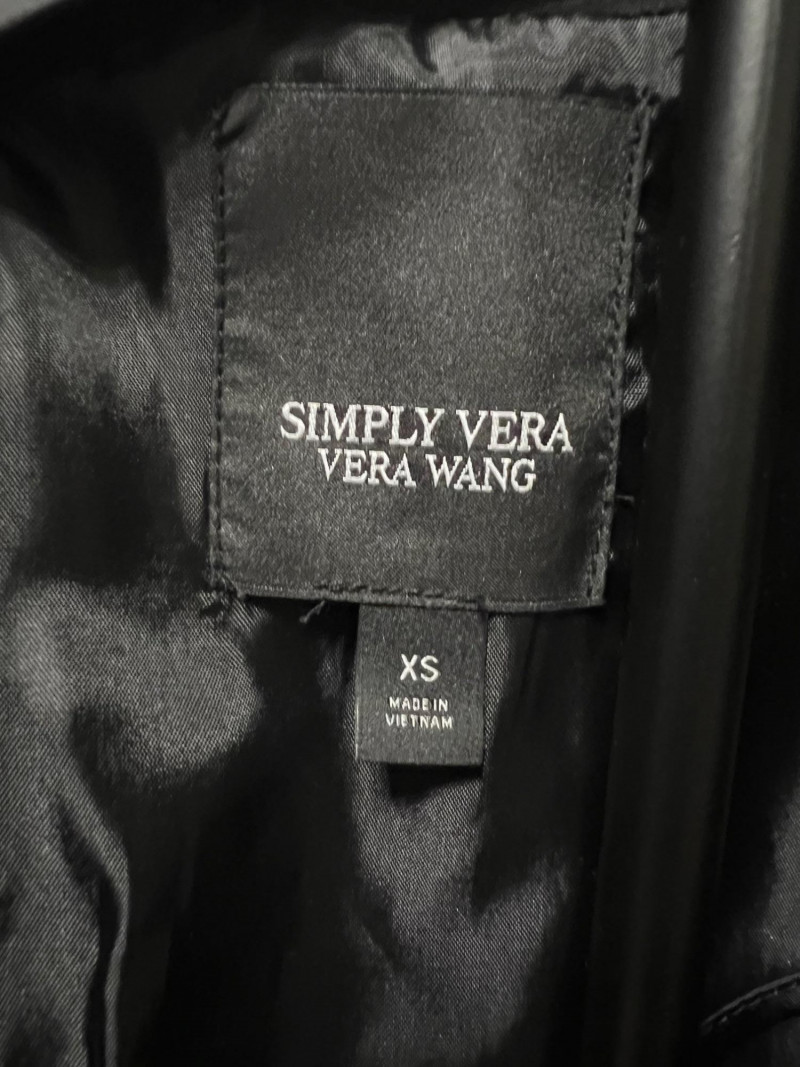 SIMPLY VERA
VERA WANG
XS
MADE IN
VIETNAM